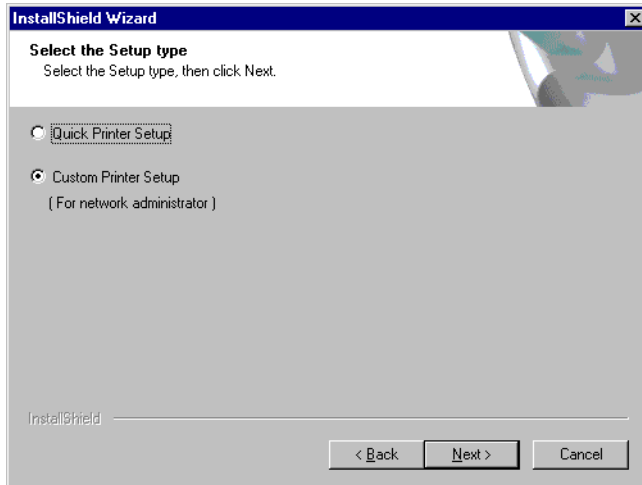 InstallShield Wizard
Select the Setup type
Select the Setup type, then click Next.
Quick Printer Setup
Custom Printer Setup
( For network administrator )
InstallShield
< Back Next > Cancel